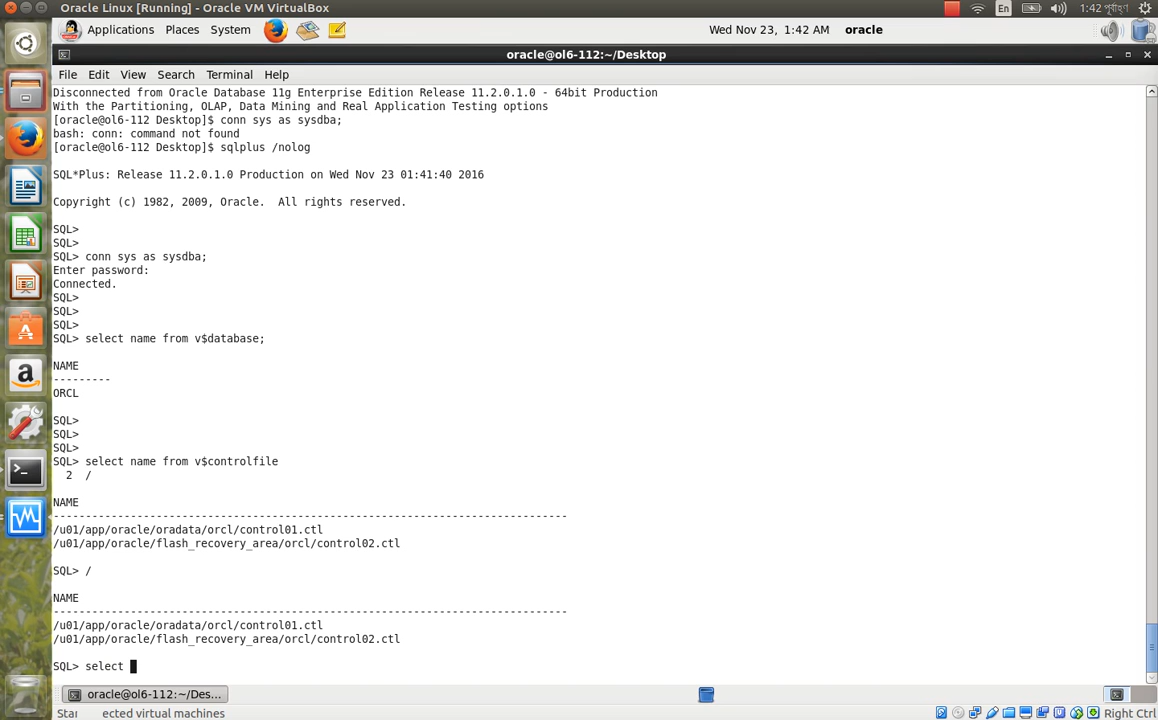 Oracle Linux [Running] - Oracle VM VirtualBox
En
1:42 পূর্বাহ্ণ
Applications Places System
Wed Nov 23, 1:42 AM oracle
oracle@ol6-112:~/Desktop
File Edit View Search Terminal Help
Disconnected from Oracle Database 11g Enterprise Edition Release 11.2.0.1.0 - 64bit Production
With the Partitioning, OLAP, Data Mining and Real Application Testing options
[oracle@ol6-112 Desktop]$ conn sys as sysdba;
bash: conn: command not found
[oracle@ol6-112 Desktop]$ sqlplus /nolog
SQL*Plus: Release 11.2.0.1.0 Production on Wed Nov 23 01:41:40 2016
Copyright (c) 1982, 2009, Oracle.  All rights reserved.
SQL>
SQL>
SQL> conn sys as sysdba;
Enter password:
Connected.
SQL>
SQL>
SQL>
SQL> select name from v$database;
NAME
---------
ORCL
SQL>
SQL>
SQL>
SQL> select name from v$controlfile
2  /
NAME
--------------------------------------------------------------------------------
/u01/app/oracle/oradata/orcl/control01.ctl
/u01/app/oracle/flash_recovery_area/orcl/control02.ctl
SQL> /
NAME
--------------------------------------------------------------------------------
/u01/app/oracle/oradata/orcl/control01.ctl
/u01/app/oracle/flash_recovery_area/orcl/control02.ctl
SQL> select
oracle@ol6-112:~/Des...
Star ected virtual machines
Right Ctrl